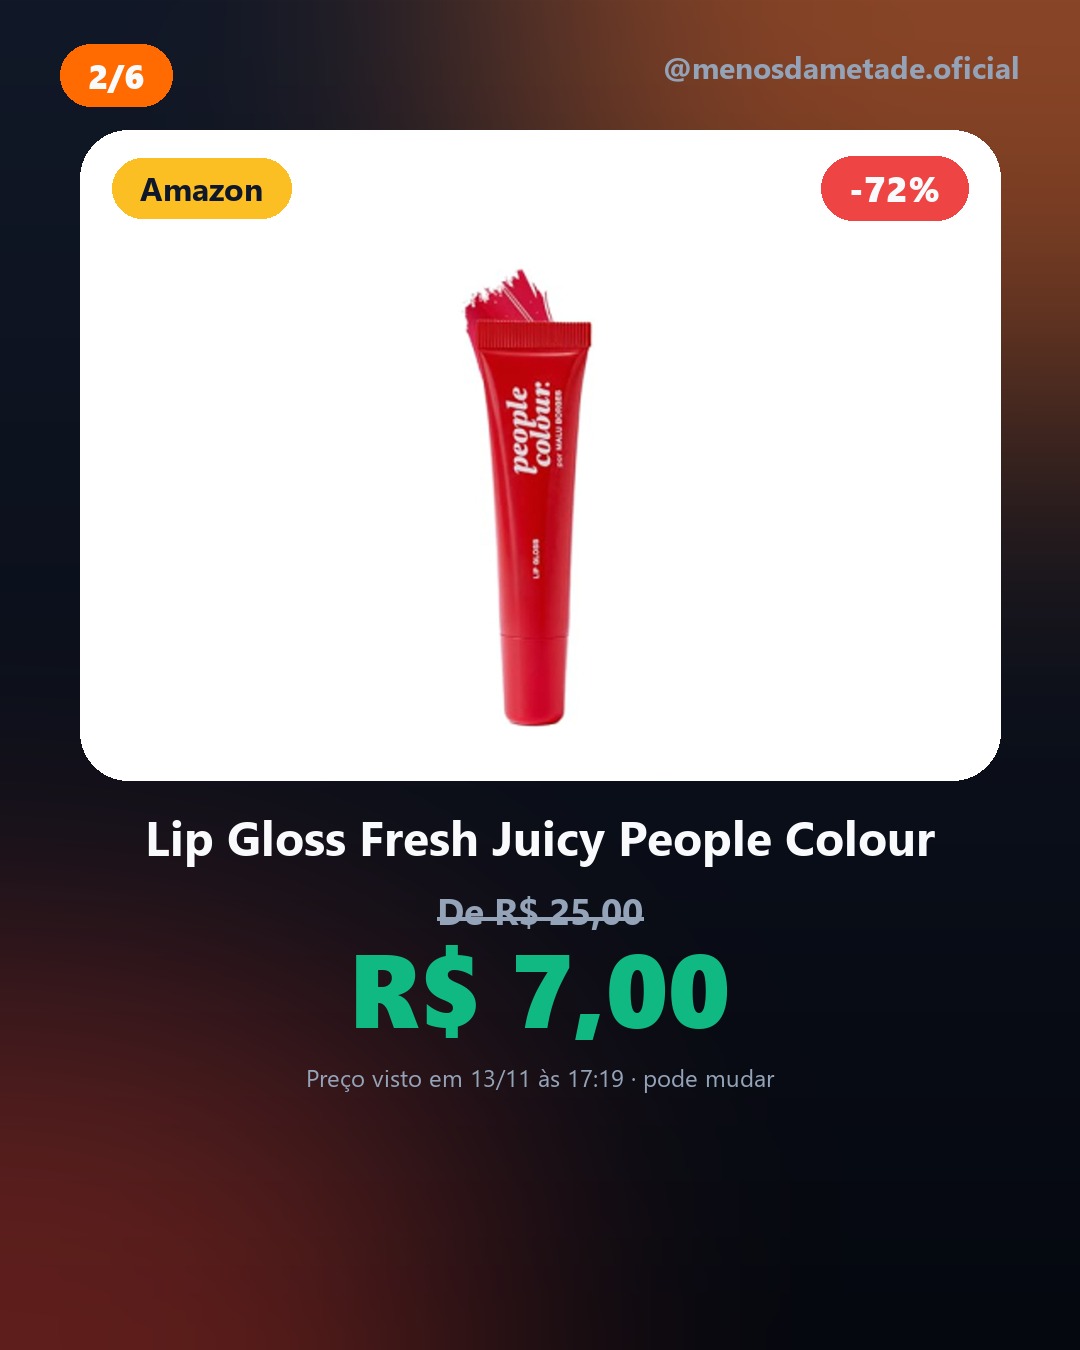 2/6
@menosdametade.oficial
Amazon
-72%
people
colour.
por MALU BORGES
LIP GLOSS
Lip Gloss Fresh Juicy People Colour
De R$ 25,00
R$ 7,00
Preço visto em 13/11 às 17:19 · pode mudar